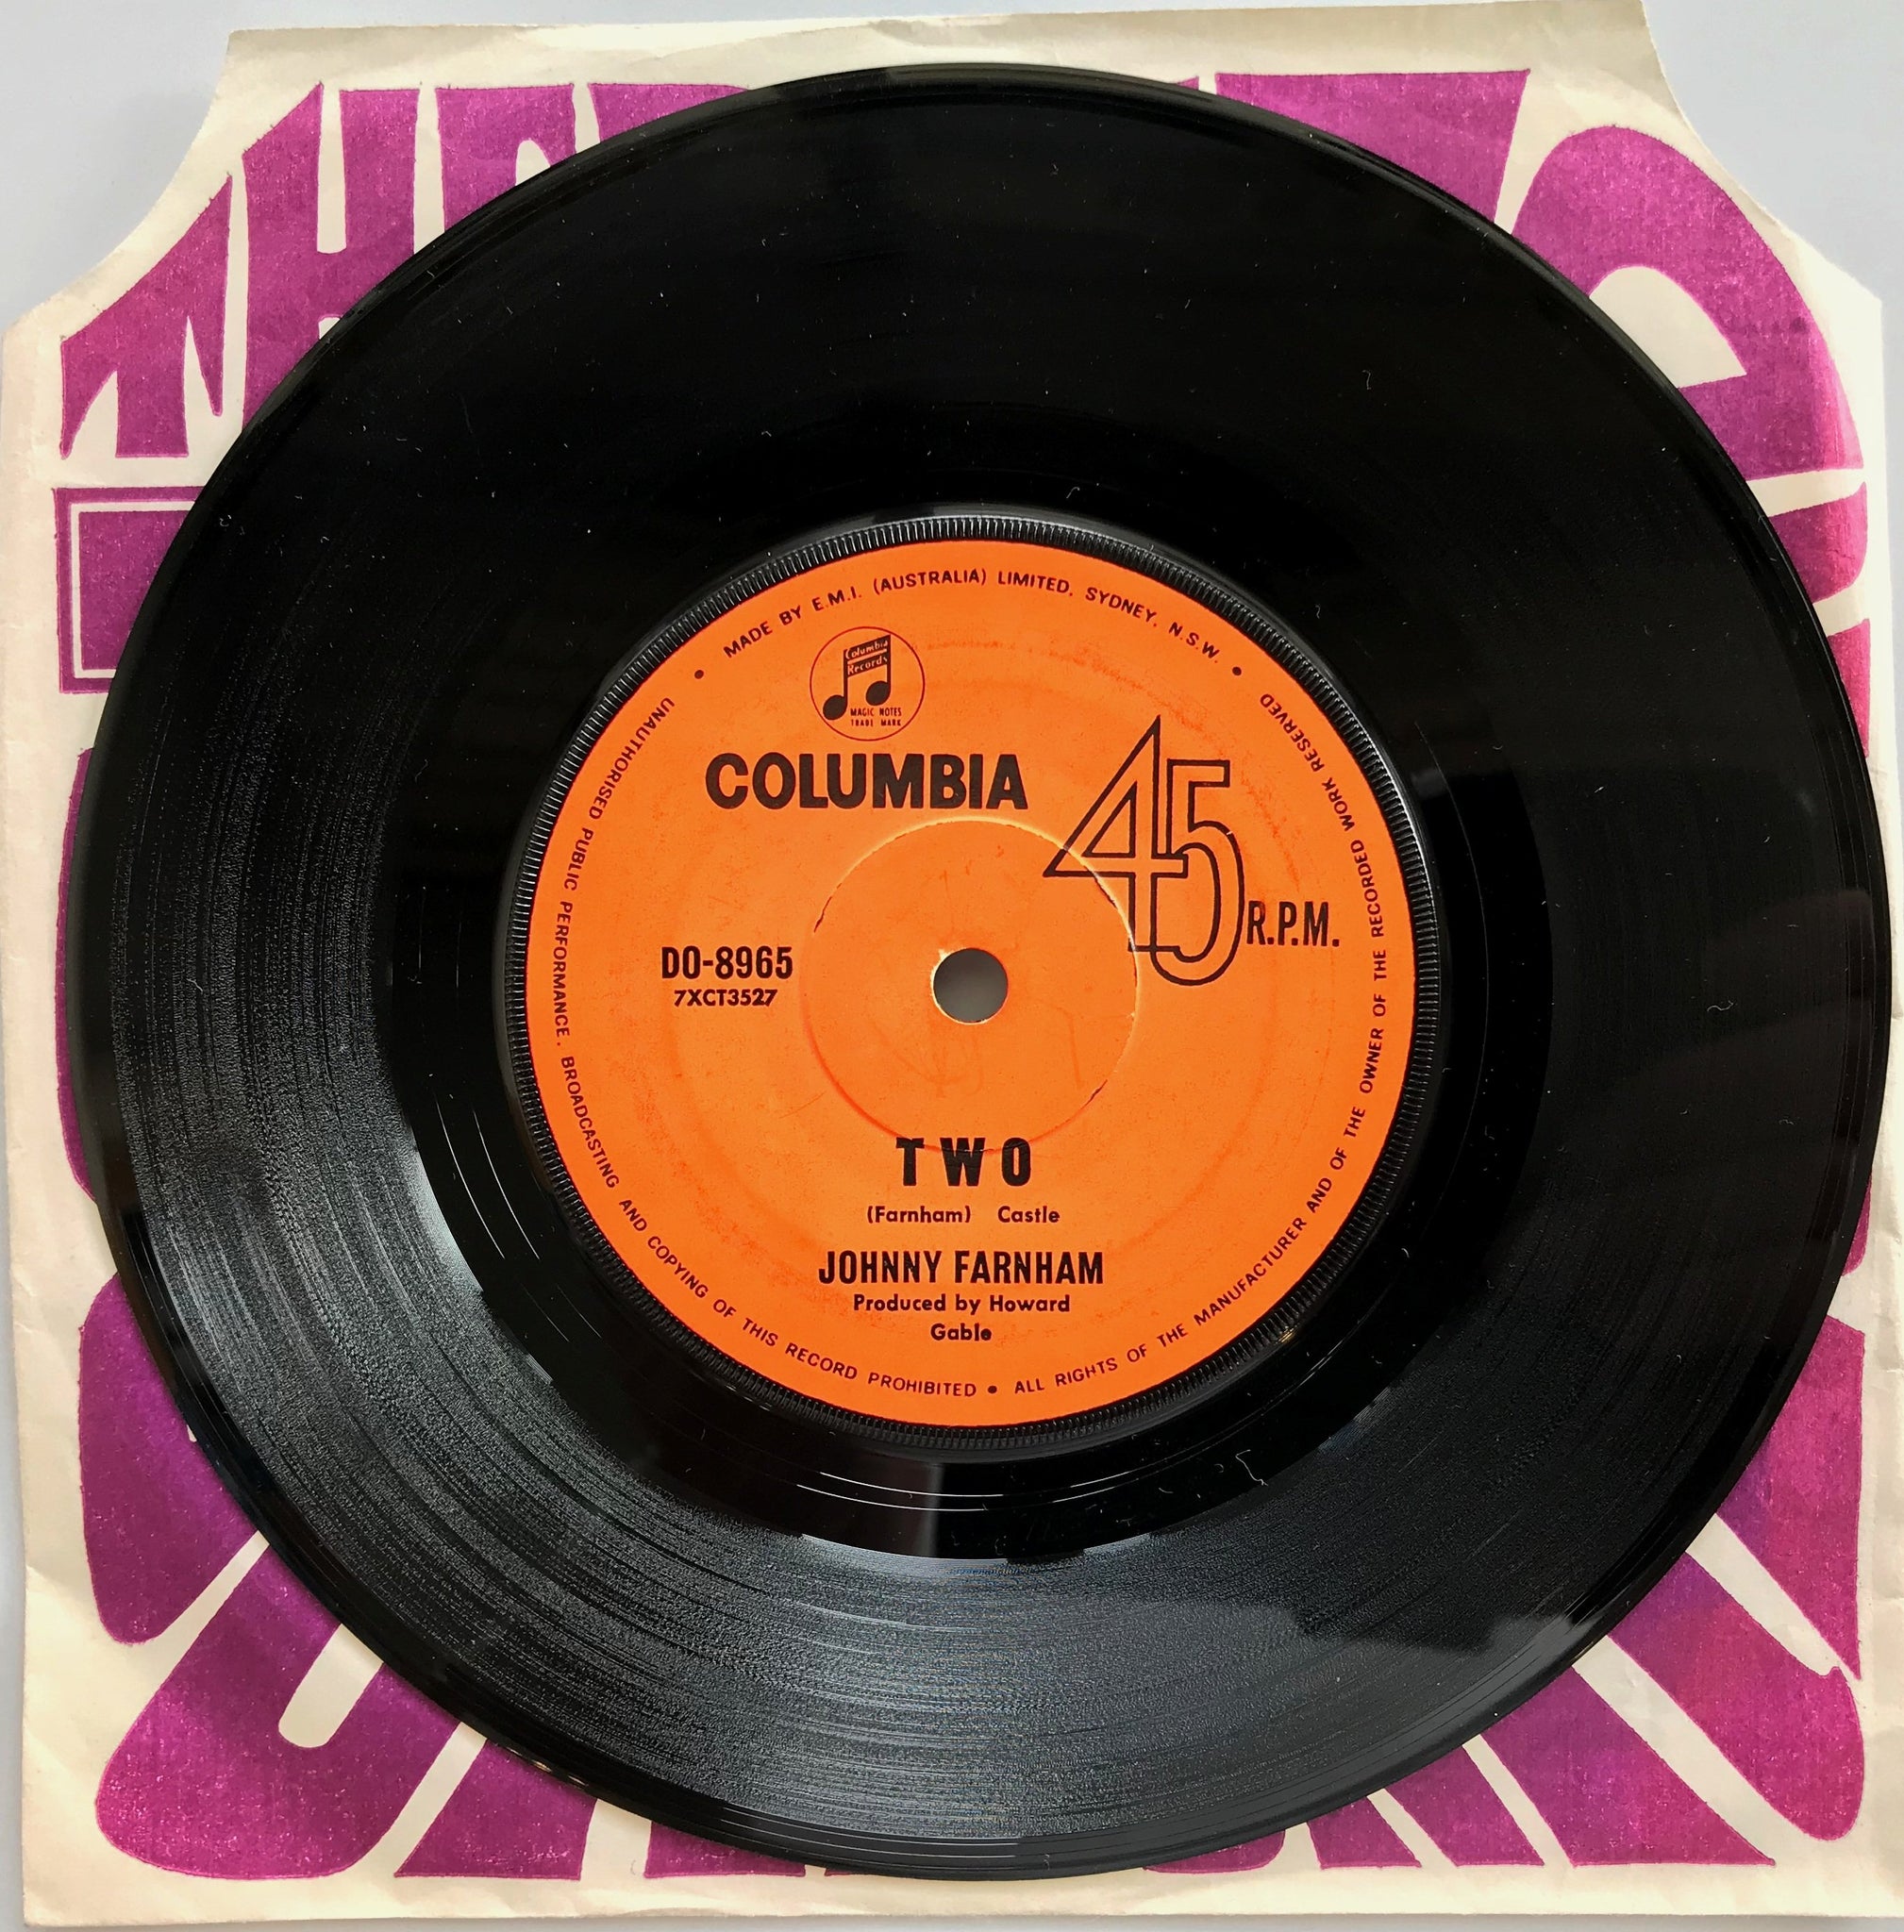 MADE BY E.M.I. (AUSTRALIA) LIMITED, SYDNEY, N.S.W.
Columbia
Records
MAGIC NOTES
TRADE MARK
COLUMBIA
45
R.P.M.
DO-8965
7XCT3527
TWO
(Farnham) Castle
JOHNNY FARNHAM
Produced by Howard
Gable
UNAUTHORISED PUBLIC PERFORMANCE, BROADCASTING AND COPYING OF THIS RECORD PROHIBITED • ALL RIGHTS OF THE MANUFACTURER AND OF THE OWNER OF THE RECORDED WORK RESERVED •